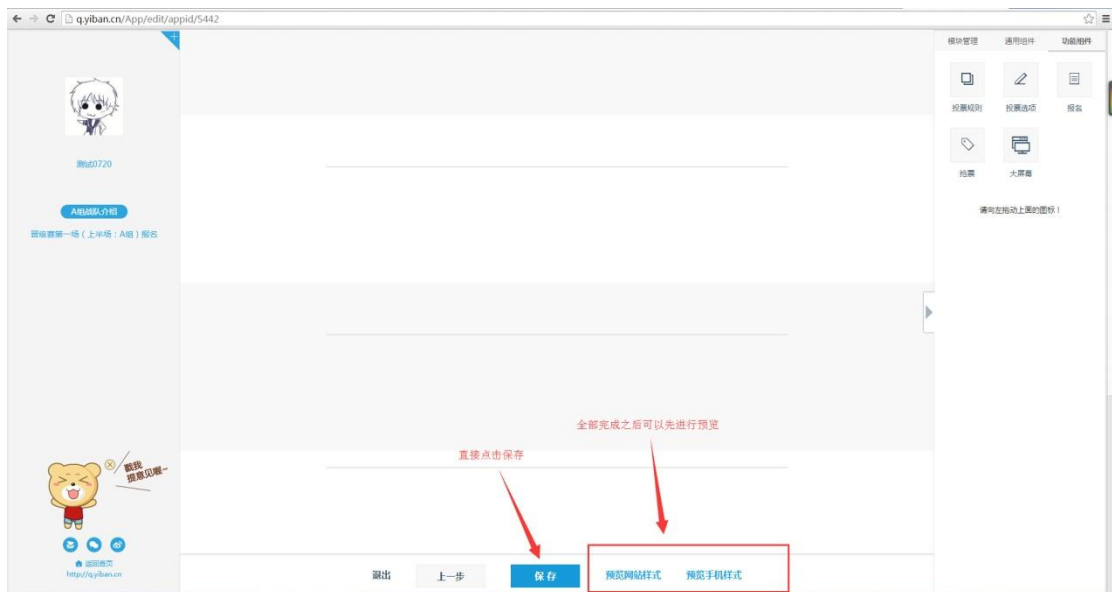 q.yiban.cn/App/edit/appid/5442
模块管理 通用组件 功能组件
投票规则 投票选项 报名
抢票 大屏幕
请向左拖动上面的图标！
测试0720
A组战队介绍
晋级赛第一场（上半场：A组）报名
全部完成之后可以先进行预览
直接点击保存
戳我
提意见喔~
返回首页
http://q.yiban.cn
退出 上一步 保存 预览网站样式 预览手机样式